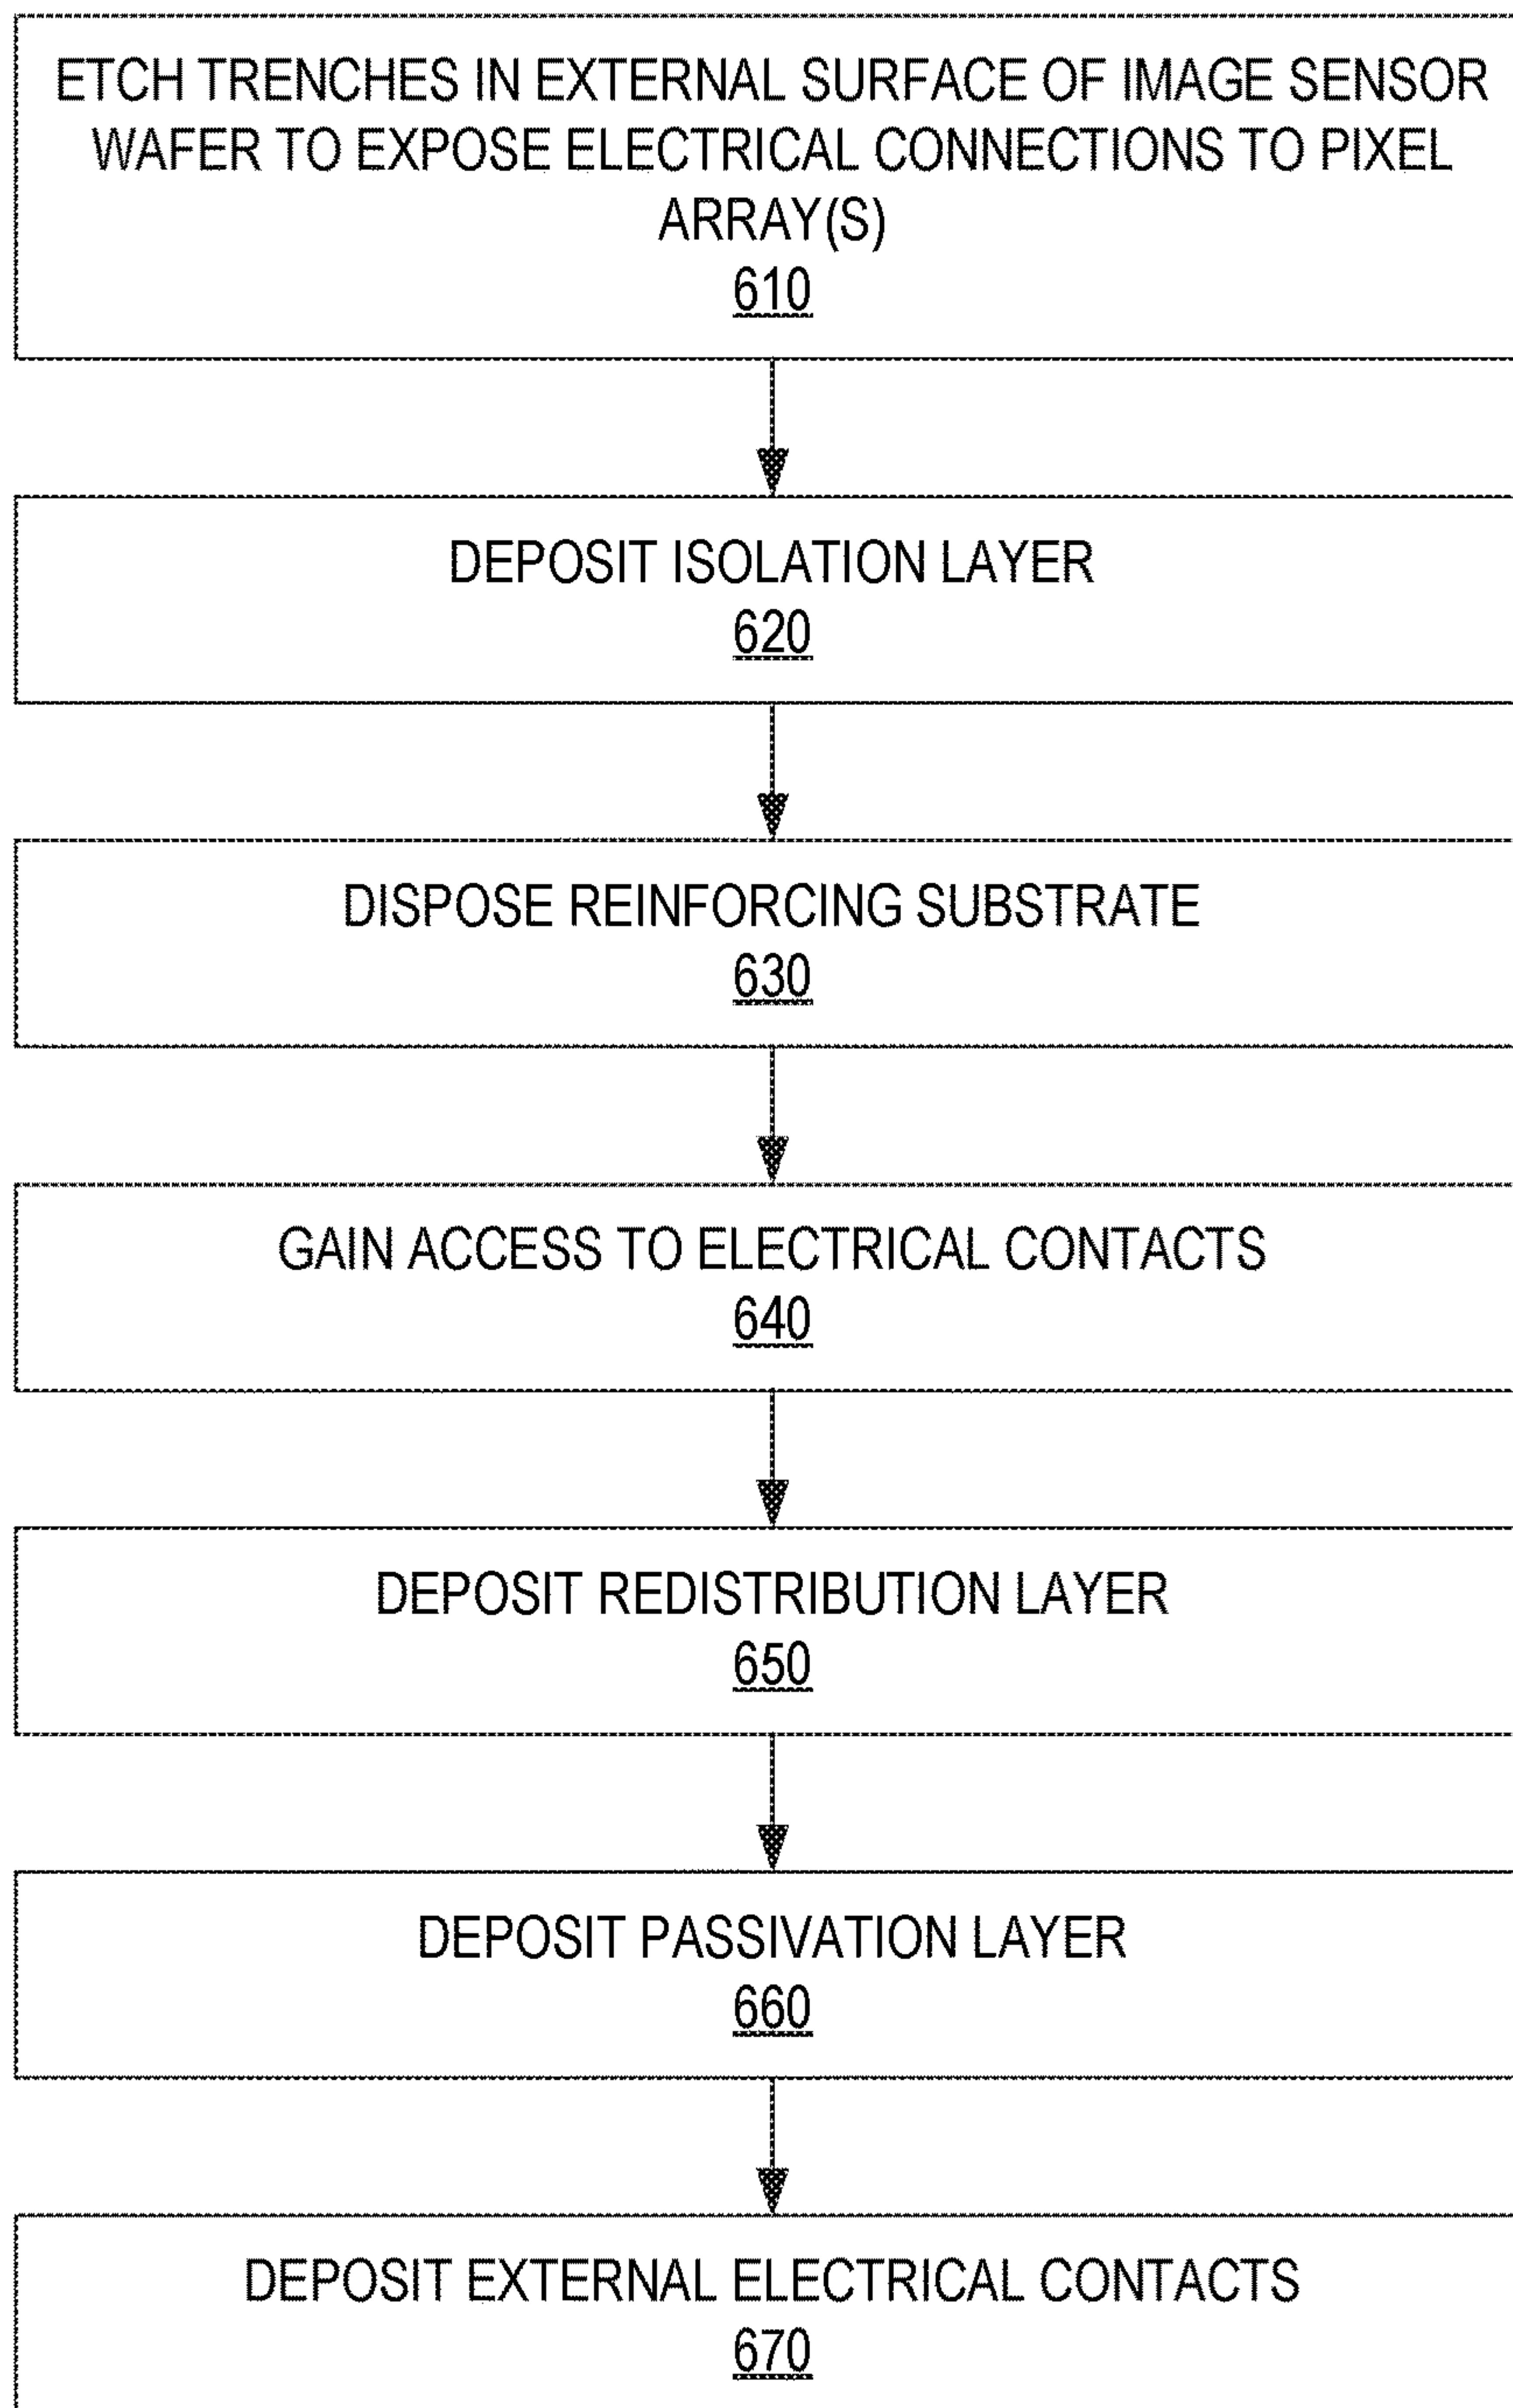 ETCH TRENCHES IN EXTERNAL SURFACE OF IMAGE SENSOR
WAFER TO EXPOSE ELECTRICAL CONNECTIONS TO PIXEL
ARRAY(S)
610
DEPOSIT ISOLATION LAYER
620
DISPOSE REINFORCING SUBSTRATE
630
GAIN ACCESS TO ELECTRICAL CONTACTS
640
DEPOSIT REDISTRIBUTION LAYER
650
DEPOSIT PASSIVATION LAYER
660
DEPOSIT EXTERNAL ELECTRICAL CONTACTS
670